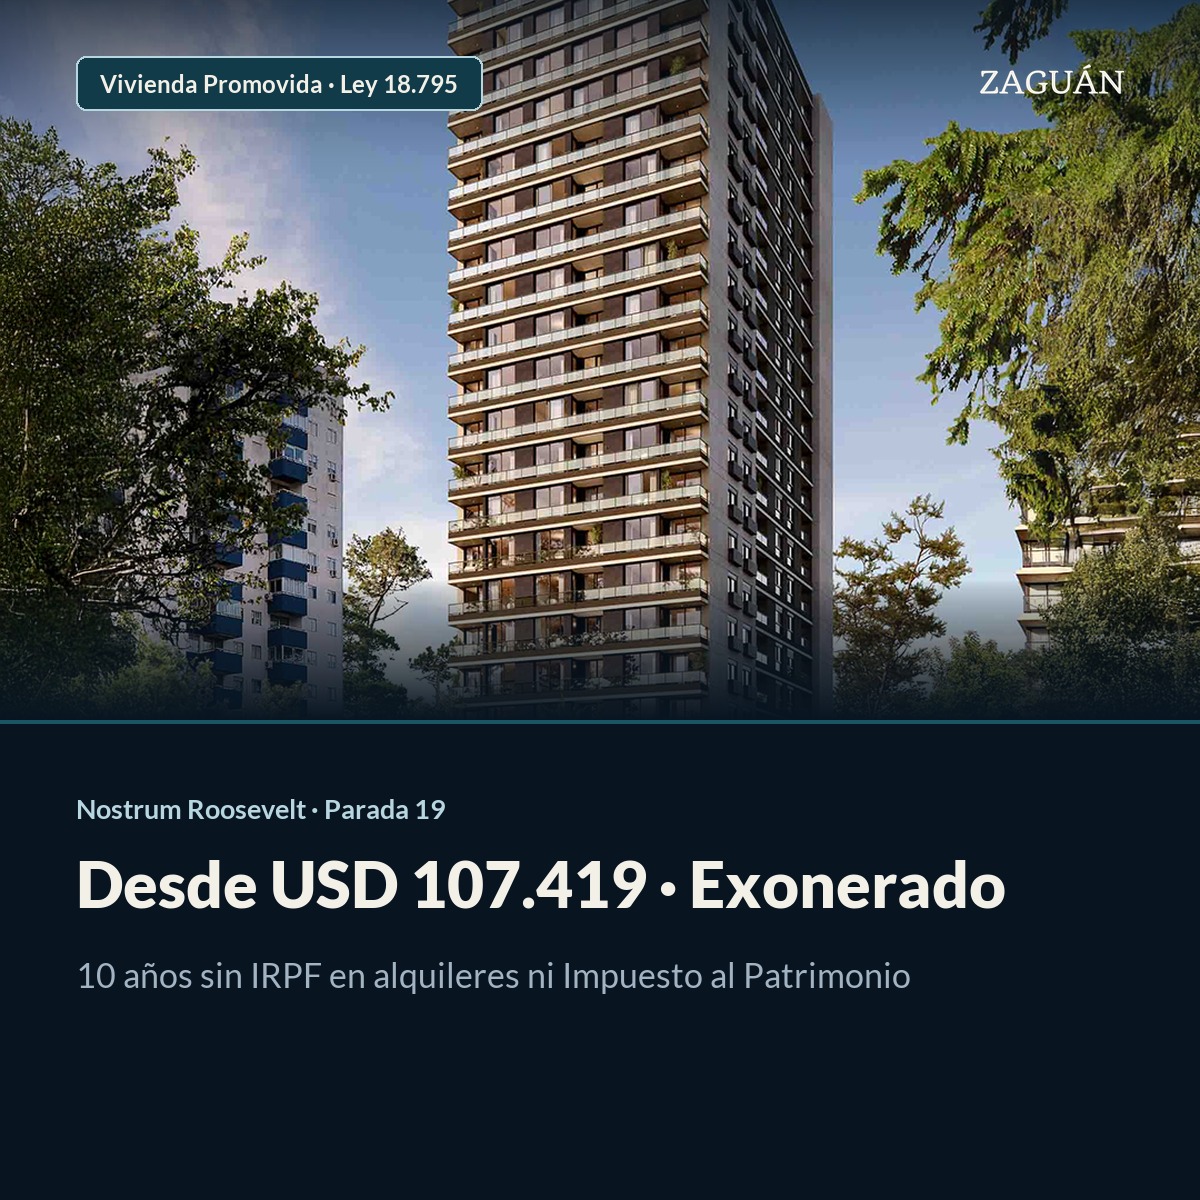 Vivienda Promovida · Ley 18.795
ZAGUÁN
Nostrum Roosevelt · Parada 19
Desde USD 107.419 · Exonerado
10 años sin IRPF en alquileres ni Impuesto al Patrimonio